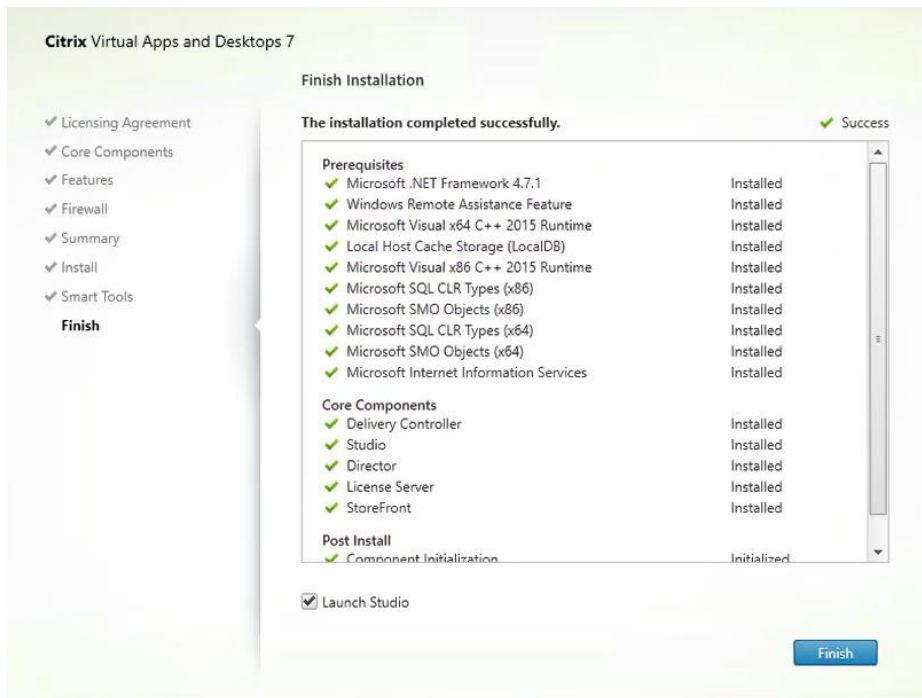 Citrix Virtual Apps and Desktops 7
Finish Installation
Licensing Agreement
Core Components
Features
Firewall
Summary
Install
Smart Tools
Finish
The installation completed successfully.
Success
Prerequisites
Microsoft .NET Framework 4.7.1 Installed
Windows Remote Assistance Feature Installed
Microsoft Visual x64 C++ 2015 Runtime Installed
Local Host Cache Storage (LocalDB) Installed
Microsoft Visual x86 C++ 2015 Runtime Installed
Microsoft SQL CLR Types (x86) Installed
Microsoft SMO Objects (x86) Installed
Microsoft SQL CLR Types (x64) Installed
Microsoft SMO Objects (x64) Installed
Microsoft Internet Information Services Installed
Core Components
Delivery Controller Installed
Studio Installed
Director Installed
License Server Installed
StoreFront Installed
Post Install
Component Initialization Initialized
Launch Studio
Finish